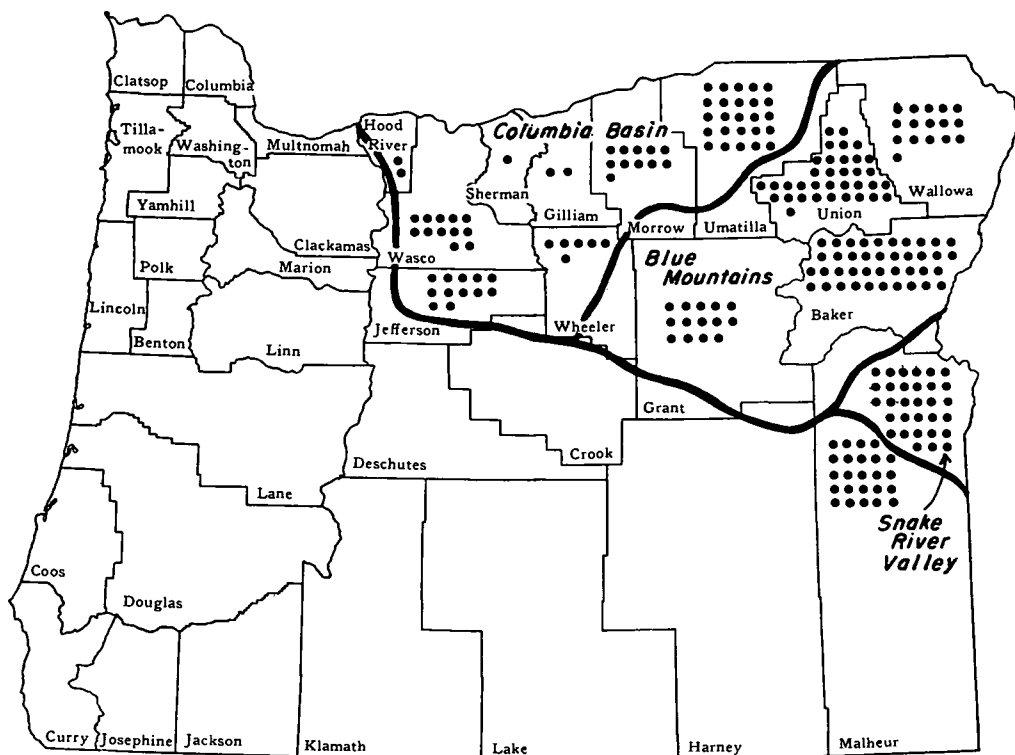 Clatsop
Columbia
Tilla-
mook
Washing-
ton
Multnomah
Hood
River
Columbia Basin
Sherman
Gilliam
Morrow
Umatilla
Union
Wallowa
Yamhill
Clackamas
Wasco
Polk
Marion
Blue
Mountains
Lincoln
Benton
Linn
Jefferson
Wheeler
Baker
Grant
Crook
Deschutes
Lane
Snake
River
Valley
Coos
Douglas
Curry
Josephine
Jackson
Klamath
Lake
Harney
Malheur